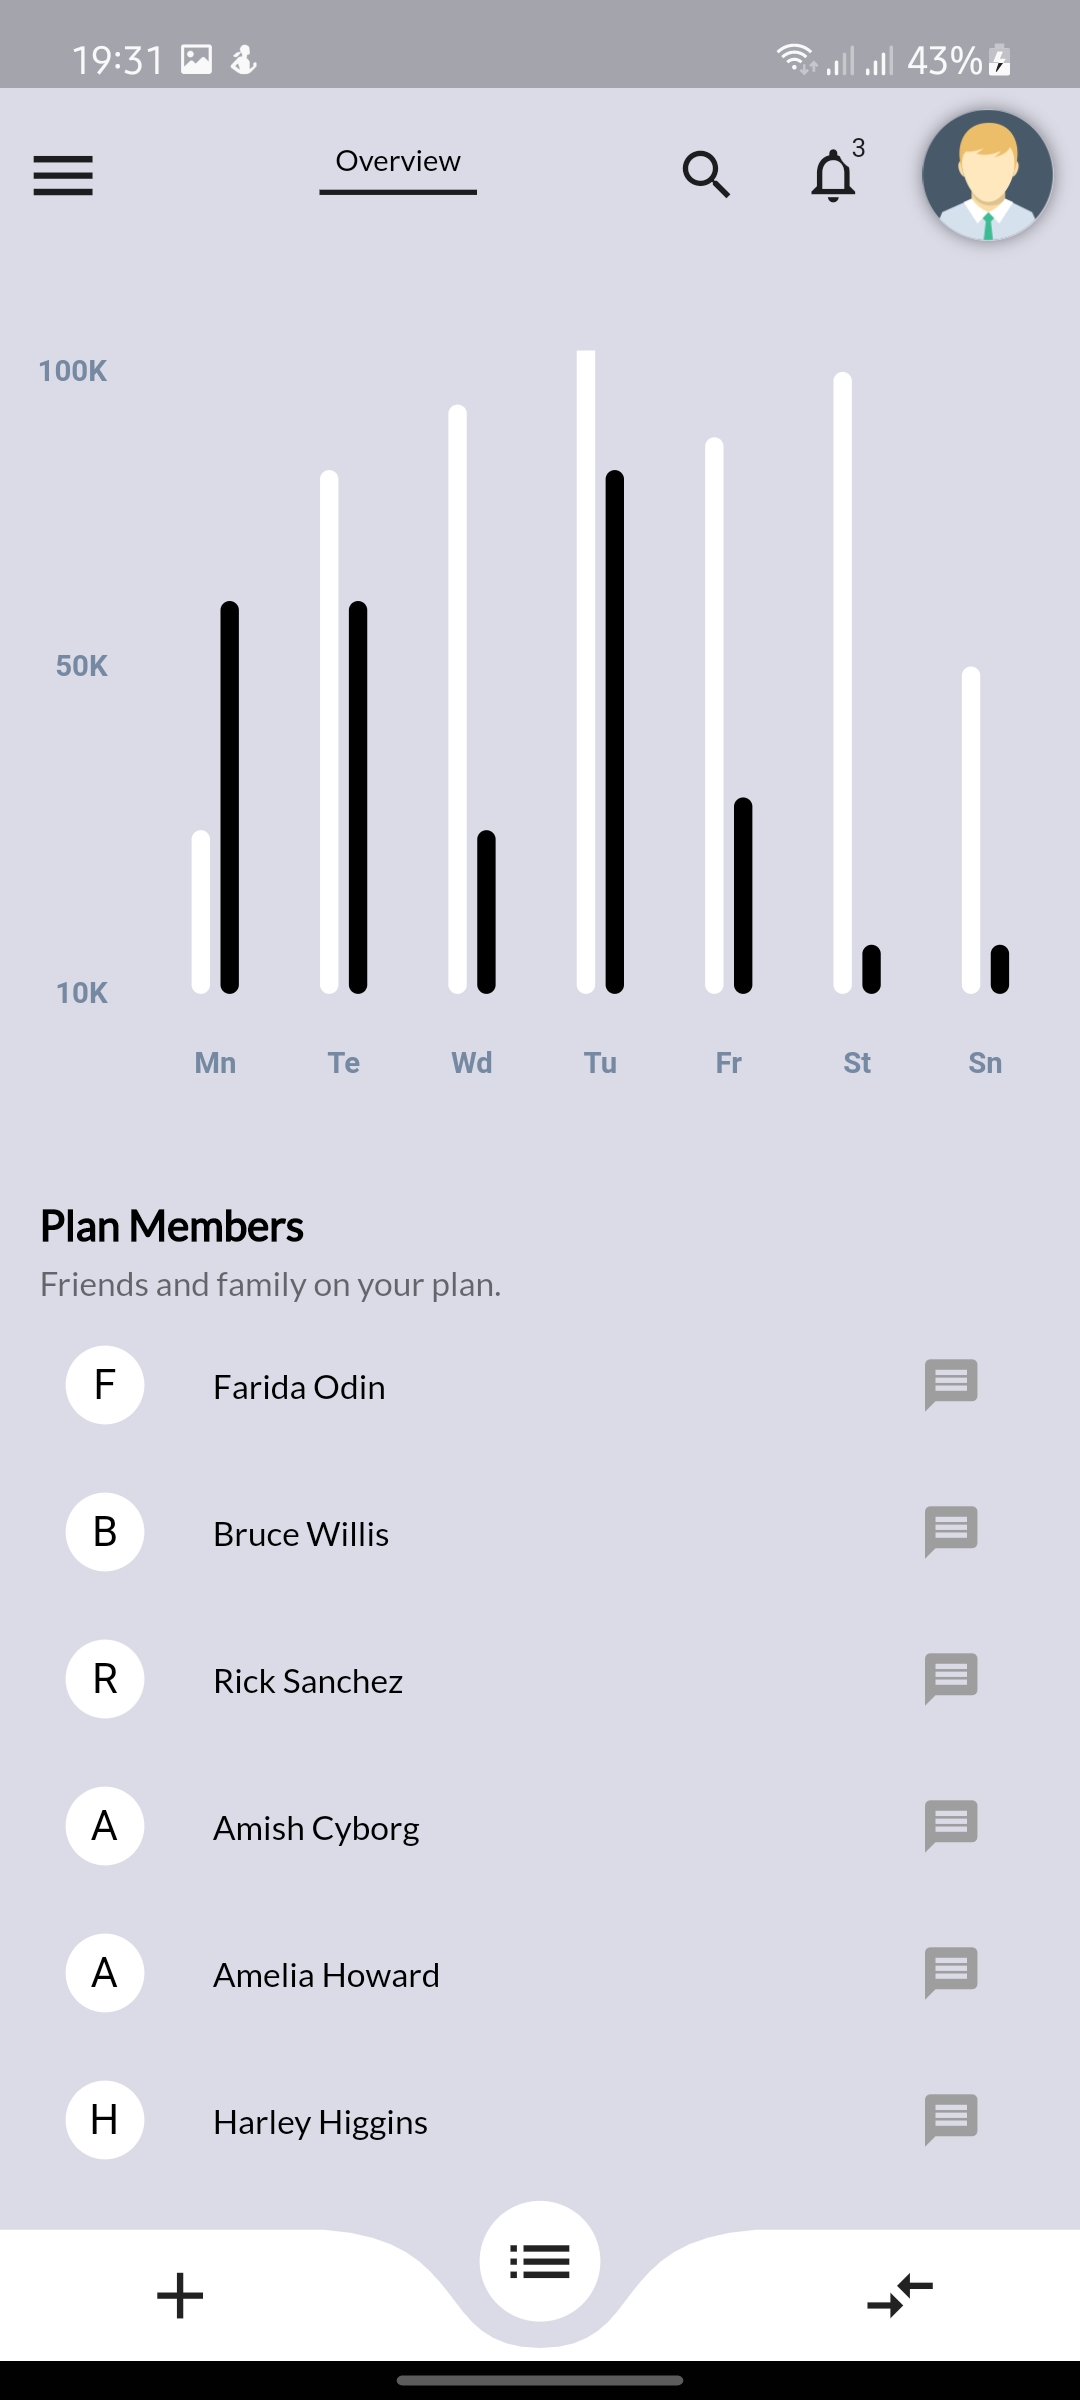 19:31 43%
Overview 3
100K
50K
10K
Mn Te Wd Tu Fr St Sn
Plan Members
Friends and family on your plan.
F Farida Odin
B Bruce Willis
R Rick Sanchez
A Amish Cyborg
A Amelia Howard
H Harley Higgins